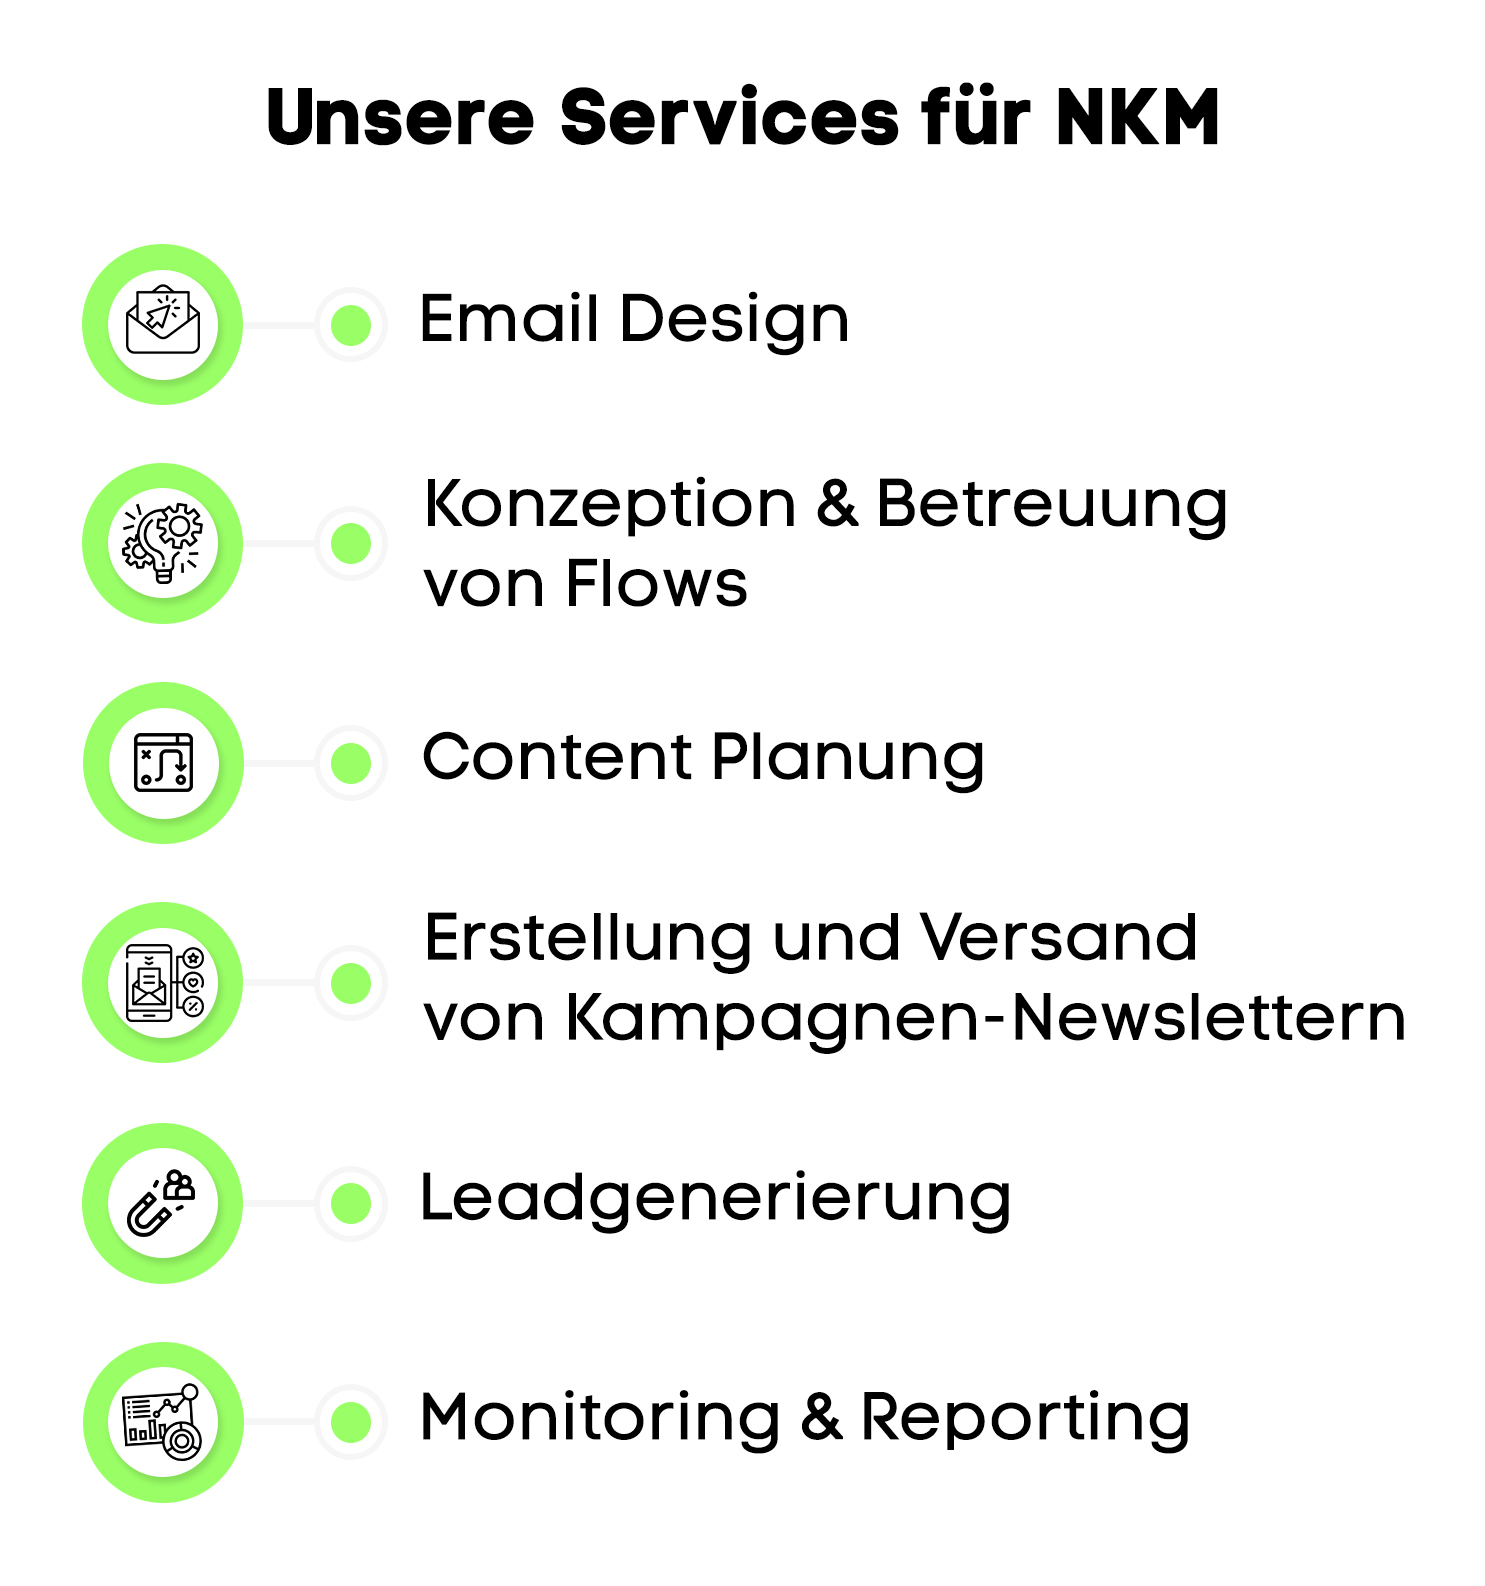 Unsere Services für NKM
Email Design
Konzeption & Betreuung
von Flows
Content Planung
Erstellung und Versand
von Kampagnen-Newslettern
Leadgenerierung
Monitoring & Reporting